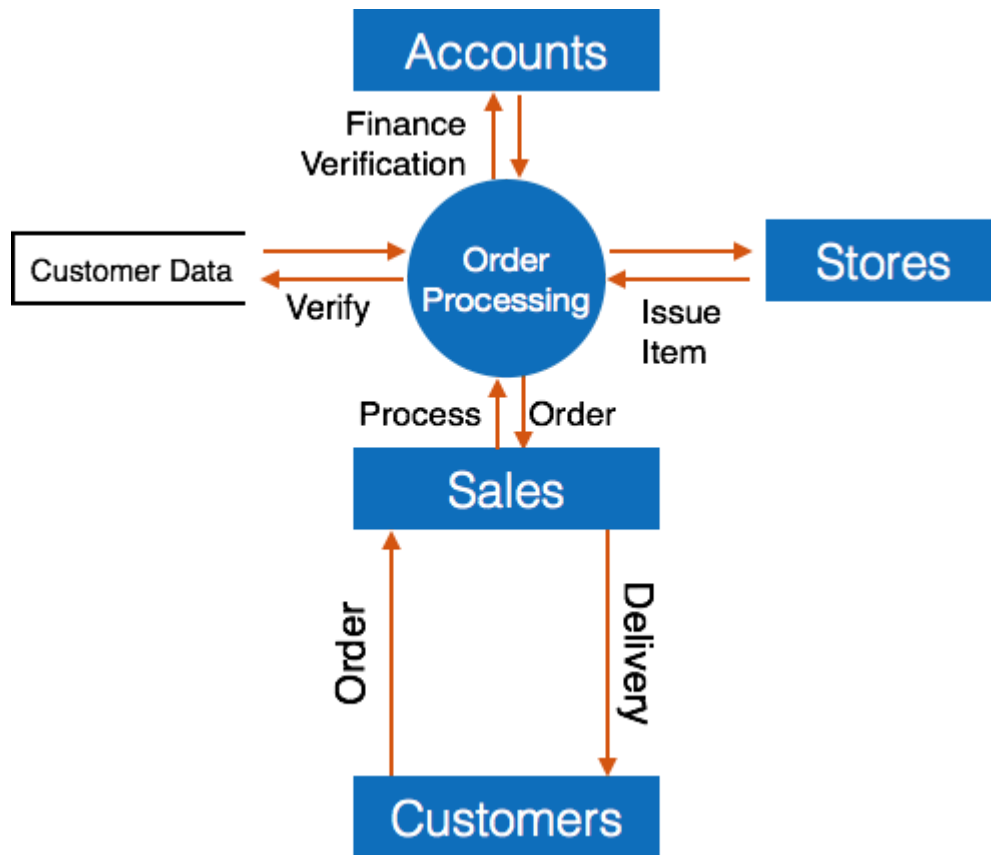 Accounts
Finance
Verification
Customer Data
Verify
Order
Processing
Stores
Issue
Item
Process
Order
Sales
Order
Delivery
Customers